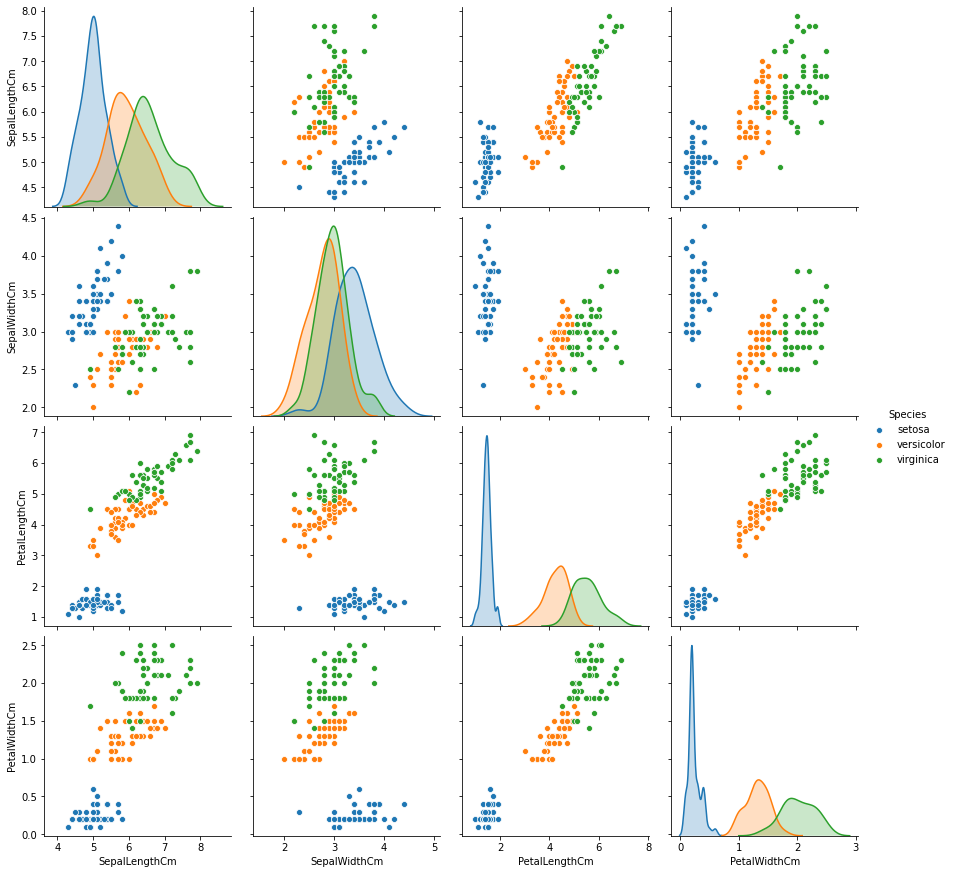 SepalLengthCm
8.0
7.5
7.0
6.5
6.0
5.5
5.0
4.5
SepalWidthCm
4.5
4.0
3.5
3.0
2.5
2.0
PetalLengthCm
7
6
5
4
3
2
1
PetalWidthCm
2.5
2.0
1.5
1.0
0.5
0.0
4 5 6 7 8
SepalLengthCm
2 3 4 5
SepalWidthCm
2 4 6 8
PetalLengthCm
0 1 2 3
PetalWidthCm
Species
setosa
versicolor
virginica